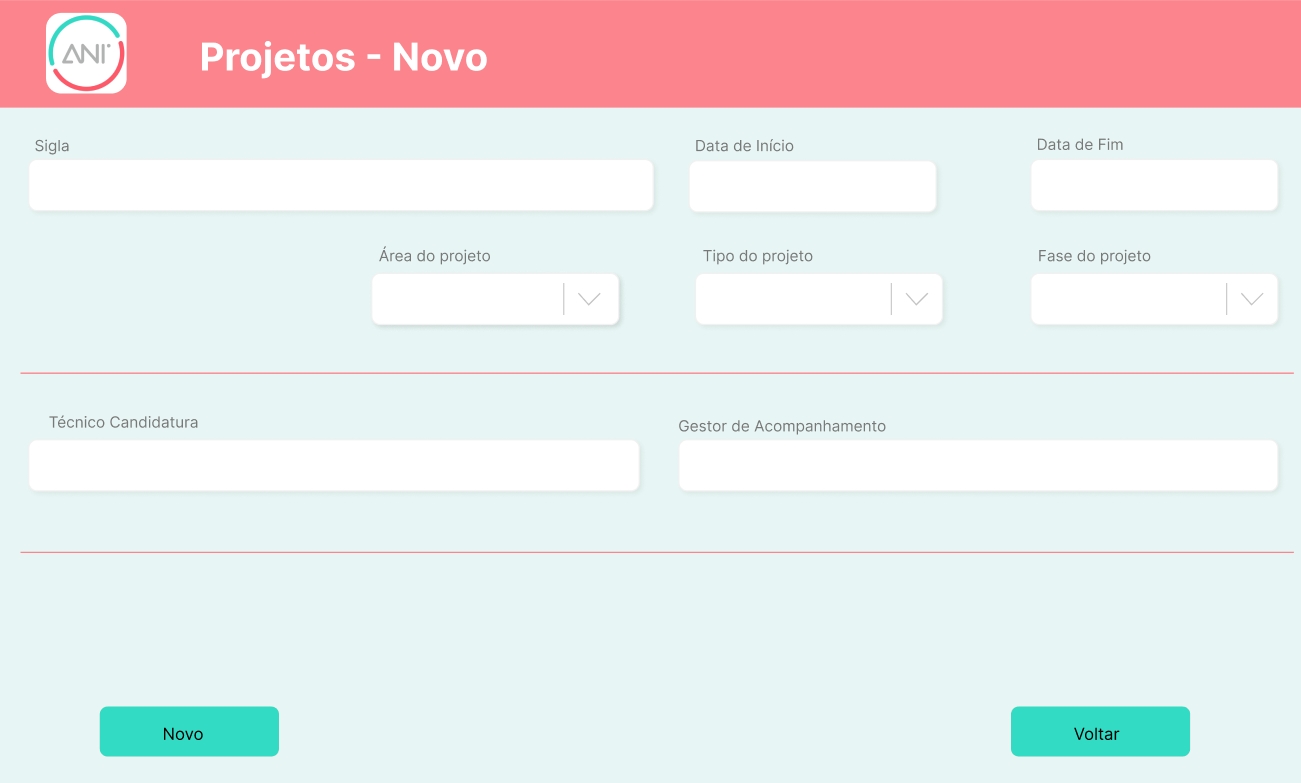 ANI
Projetos - Novo
Sigla
Data de Início
Data de Fim
Área do projeto
Tipo do projeto
Fase do projeto
Técnico Candidatura
Gestor de Acompanhamento
Novo
Voltar